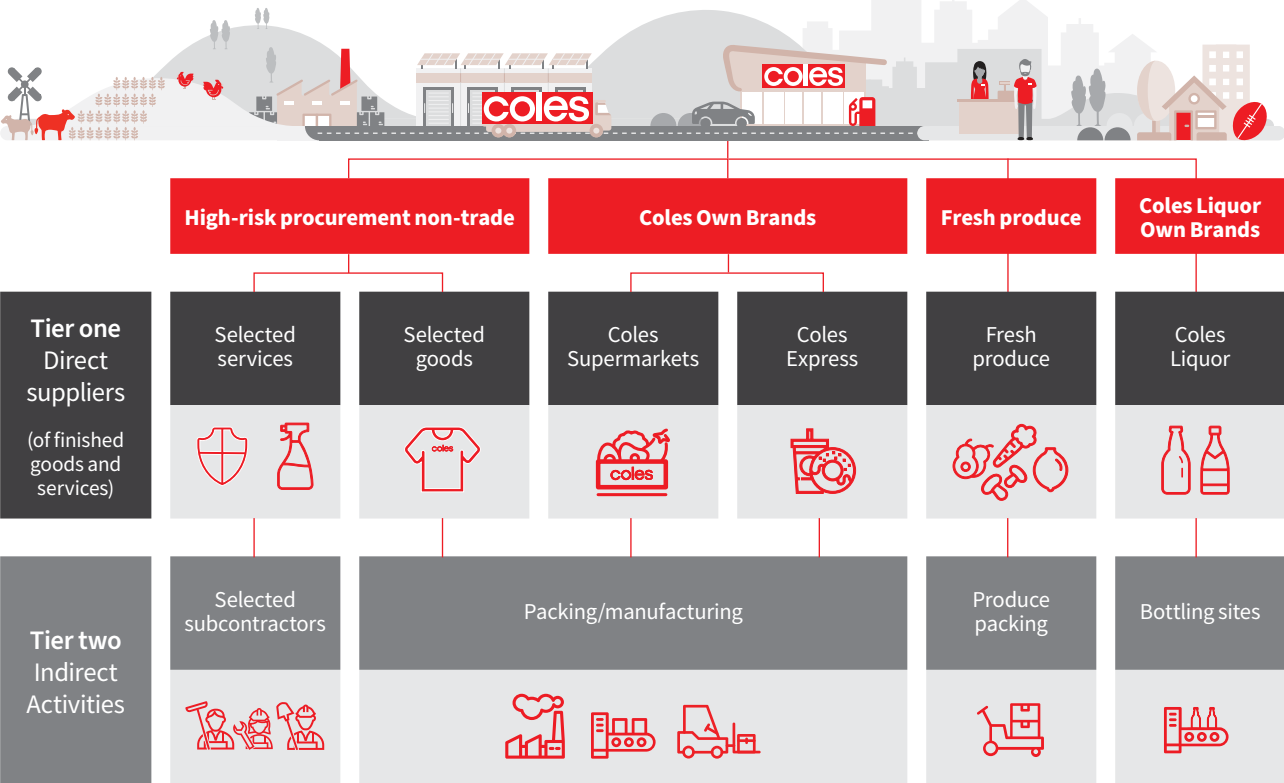 coles
coles
High-risk procurement non-trade
Coles Own Brands
Fresh produce
Coles Liquor
Own Brands
Tier one
Direct
suppliers
(of finished
goods and
services)
Selected
services
Selected
goods
Coles
Supermarkets
Coles
Express
Fresh
produce
Coles
Liquor
coles
coles
Tier two
Indirect
Activities
Selected
subcontractors
Packing/manufacturing
Produce
packing
Bottling sites